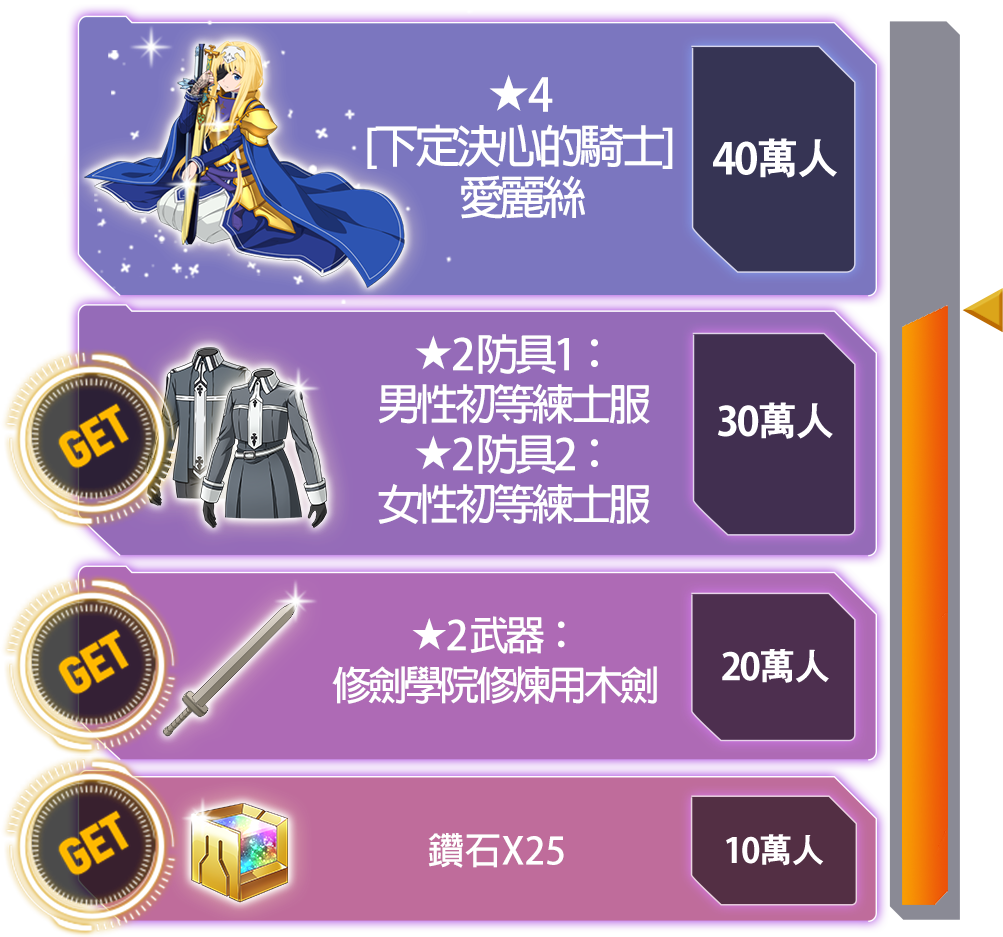 ★4
[下定決心的騎士]
愛麗絲
40萬人
★2防具1：
男性初等練士服
★2防具2：
女性初等練士服
30萬人
GET
★2武器：
修劍學院修煉用木劍
20萬人
GET
鑽石X25
10萬人
GET